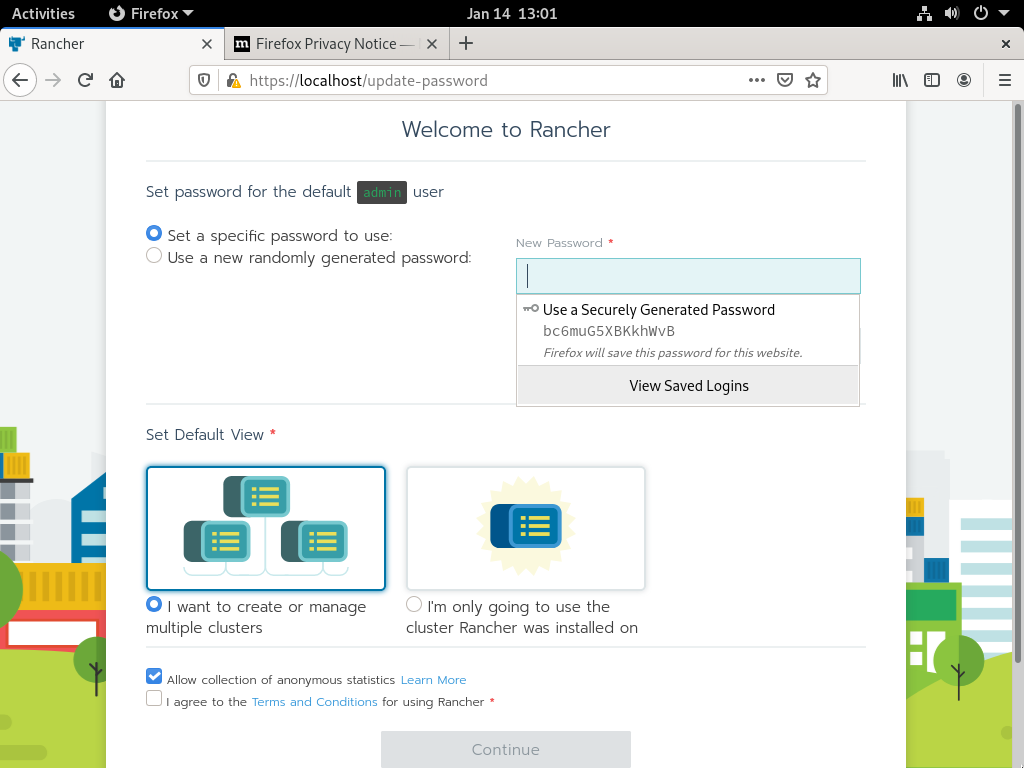 Activities Firefox Jan 14 13:01
Rancher Firefox Privacy Notice —
https://localhost/update-password
Welcome to Rancher
Set password for the default admin user
Set a specific password to use:
Use a new randomly generated password:
New Password *
Use a Securely Generated Password
bc6muG5XBKkhWvB
Firefox will save this password for this website.
View Saved Logins
Set Default View *
I want to create or manage
multiple clusters
I'm only going to use the
cluster Rancher was installed on
Allow collection of anonymous statistics Learn More
I agree to the Terms and Conditions for using Rancher *
Continue